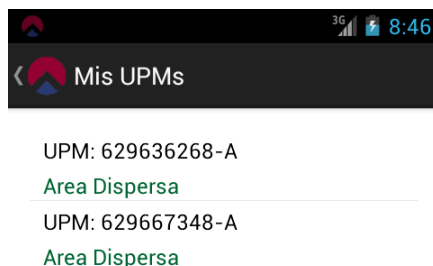 3G 8:46
Mis UPMs
UPM: 629636268-A
Area Dispersa
UPM: 629667348-A
Area Dispersa